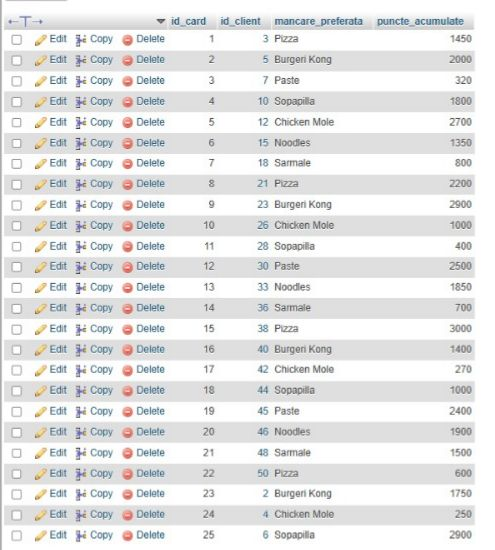 ←T→ id_card id_client mancare_preferata puncte_acumulate
Edit Copy Delete 1 3 Pizza 1450
Edit Copy Delete 2 5 Burgeri Kong 2000
Edit Copy Delete 3 7 Paste 320
Edit Copy Delete 4 10 Sopapilla 1800
Edit Copy Delete 5 12 Chicken Mole 2700
Edit Copy Delete 6 15 Noodles 1350
Edit Copy Delete 7 18 Sarmale 800
Edit Copy Delete 8 21 Pizza 2200
Edit Copy Delete 9 23 Burgeri Kong 2900
Edit Copy Delete 10 26 Chicken Mole 1000
Edit Copy Delete 11 28 Sopapilla 400
Edit Copy Delete 12 30 Paste 2500
Edit Copy Delete 13 33 Noodles 1850
Edit Copy Delete 14 36 Sarmale 700
Edit Copy Delete 15 38 Pizza 3000
Edit Copy Delete 16 40 Burgeri Kong 1400
Edit Copy Delete 17 42 Chicken Mole 270
Edit Copy Delete 18 44 Sopapilla 1000
Edit Copy Delete 19 45 Paste 2400
Edit Copy Delete 20 46 Noodles 1900
Edit Copy Delete 21 48 Sarmale 1500
Edit Copy Delete 22 50 Pizza 600
Edit Copy Delete 23 2 Burgeri Kong 1750
Edit Copy Delete 24 4 Chicken Mole 250
Edit Copy Delete 25 6 Sopapilla 2900